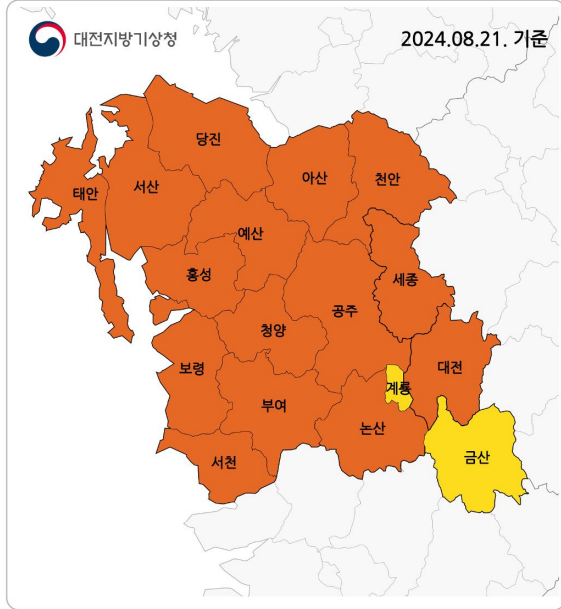 대전지방기상청
2024.08.21. 기준
당진
아산
천안
태안
서산
예산
홍성
세종
공주
청양
보령
대전
계룡
부여
논산
금산
서천